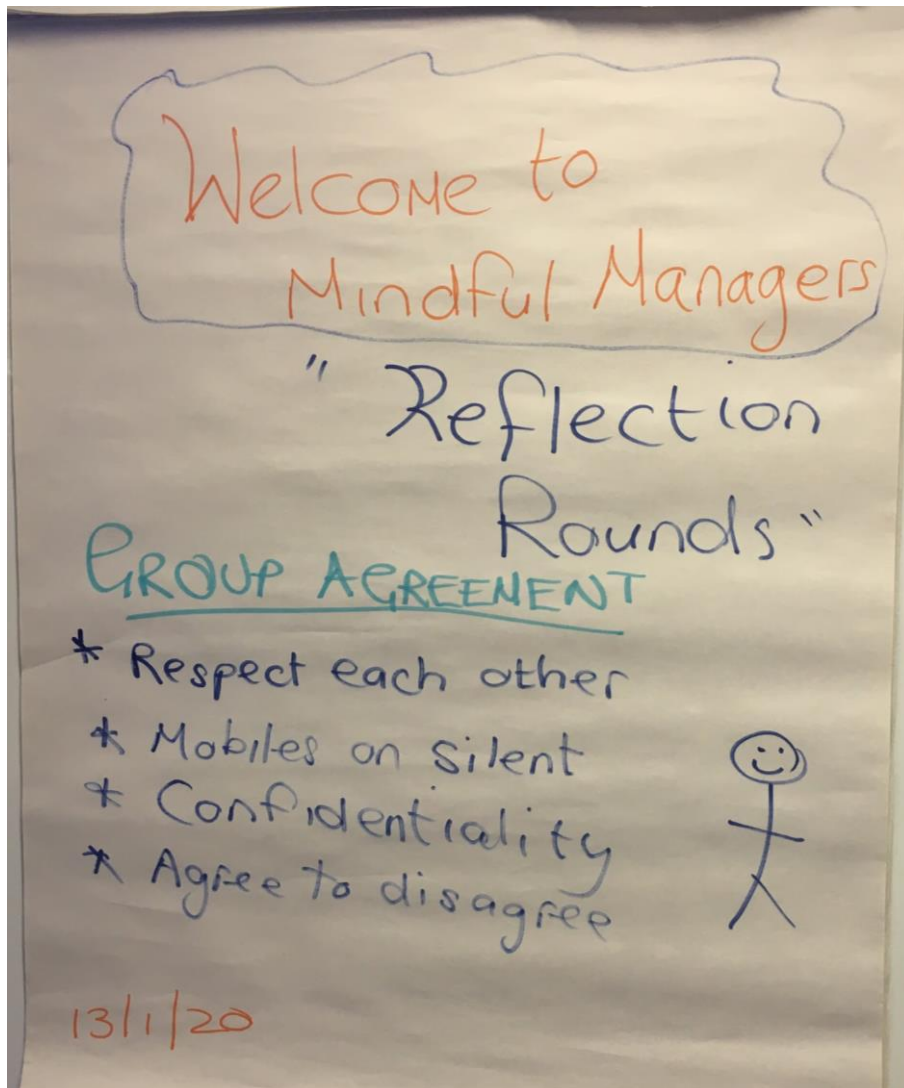 Welcome to
Mindful Managers
" Reflection
Rounds "
GROUP AGREEMENT
* Respect each other
* Mobiles on silent
* Confidentiality
* Agree to disagree
13/1/20